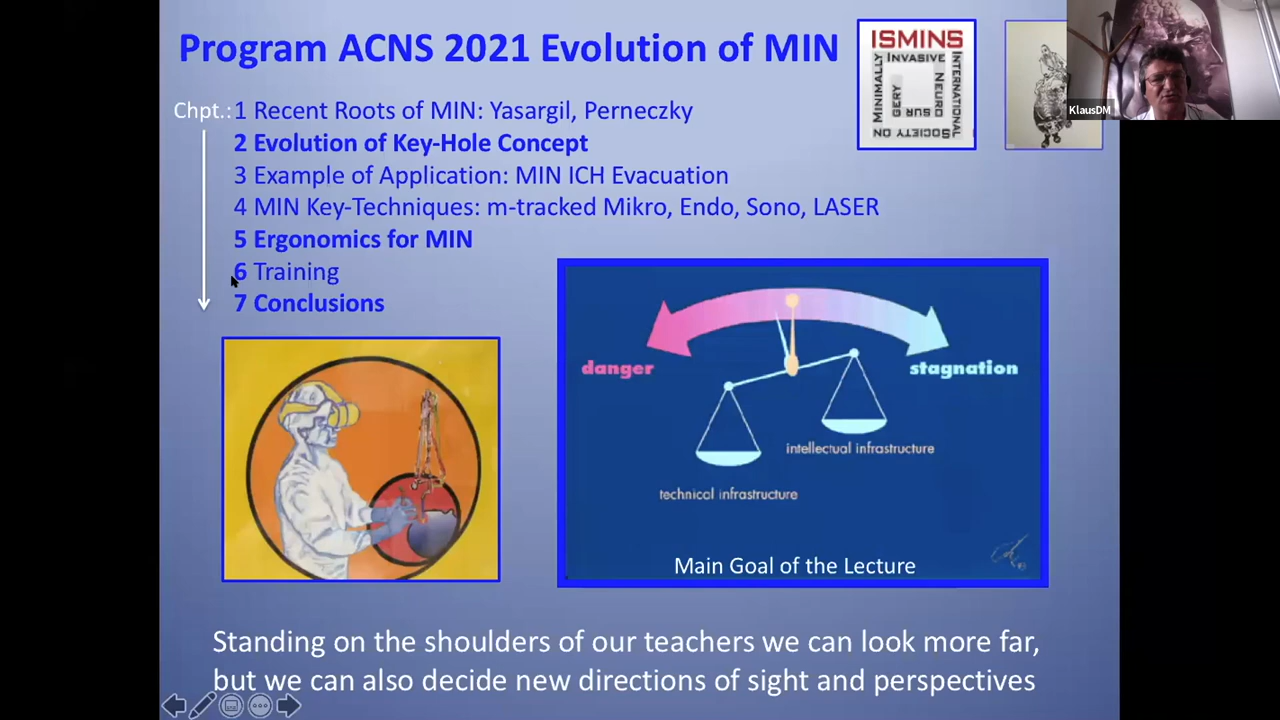 Program ACNS 2021 Evolution of MIN
ISMINS
MINIMALLY
INVASIVE
NEURO
SURGERY
INTERNATIONAL
SOCIETY ON
KlausDM
Chpt.: 1 Recent Roots of MIN: Yasargil, Perneczky
2 Evolution of Key-Hole Concept
3 Example of Application: MIN ICH Evacuation
4 MIN Key-Techniques: m-tracked Mikro, Endo, Sono, LASER
5 Ergonomics for MIN
6 Training
7 Conclusions
danger
stagnation
intellectual infrastructure
technical infrastructure
Main Goal of the Lecture
Standing on the shoulders of our teachers we can look more far,
but we can also decide new directions of sight and perspectives